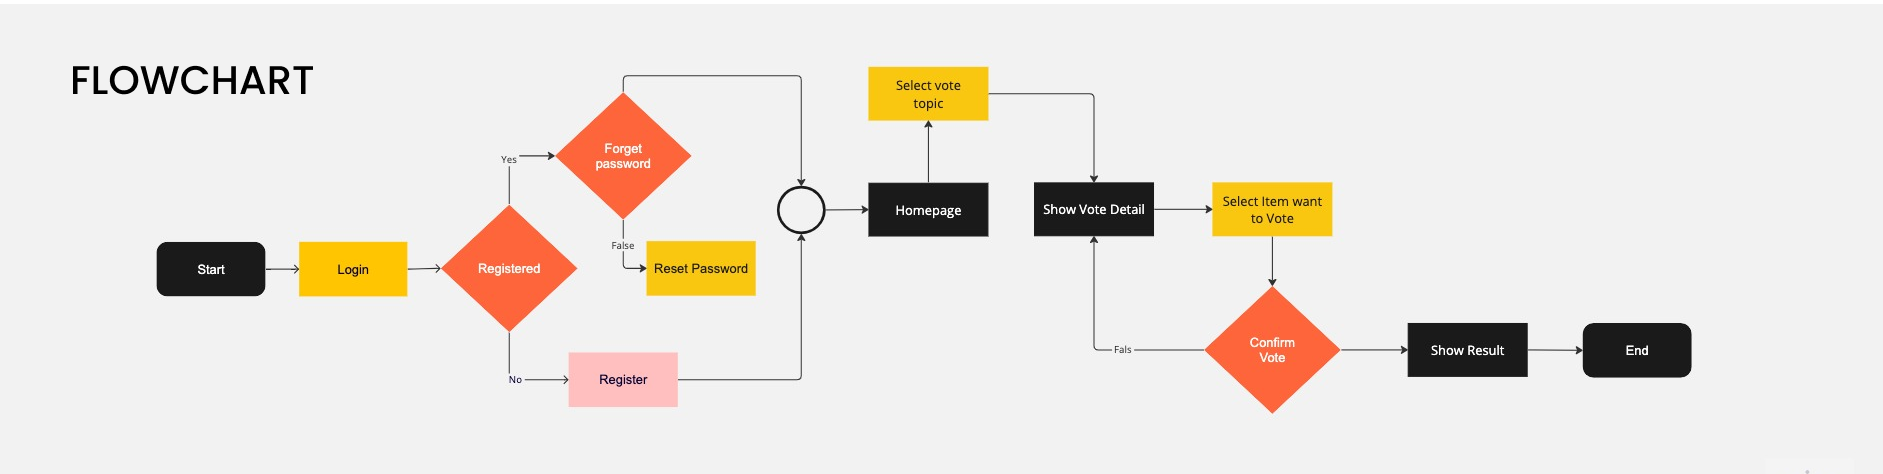 FLOWCHART
Start
Login
Registered
Yes
Forget
password
False
Reset Password
No
Register
Homepage
Select vote
topic
Show Vote Detail
Select Item want
to Vote
Confirm
Vote
Fals
Show Result
End